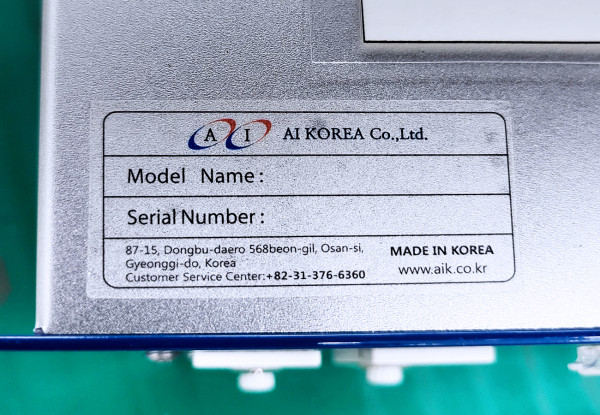 A I AI KOREA Co.,Ltd.
Model Name :
Serial Number :
87-15, Dongbu-daero 568beon-gil, Osan-si,
Gyeonggi-do, Korea
Customer Service Center:+82-31-376-6360
MADE IN KOREA
www.aik.co.kr